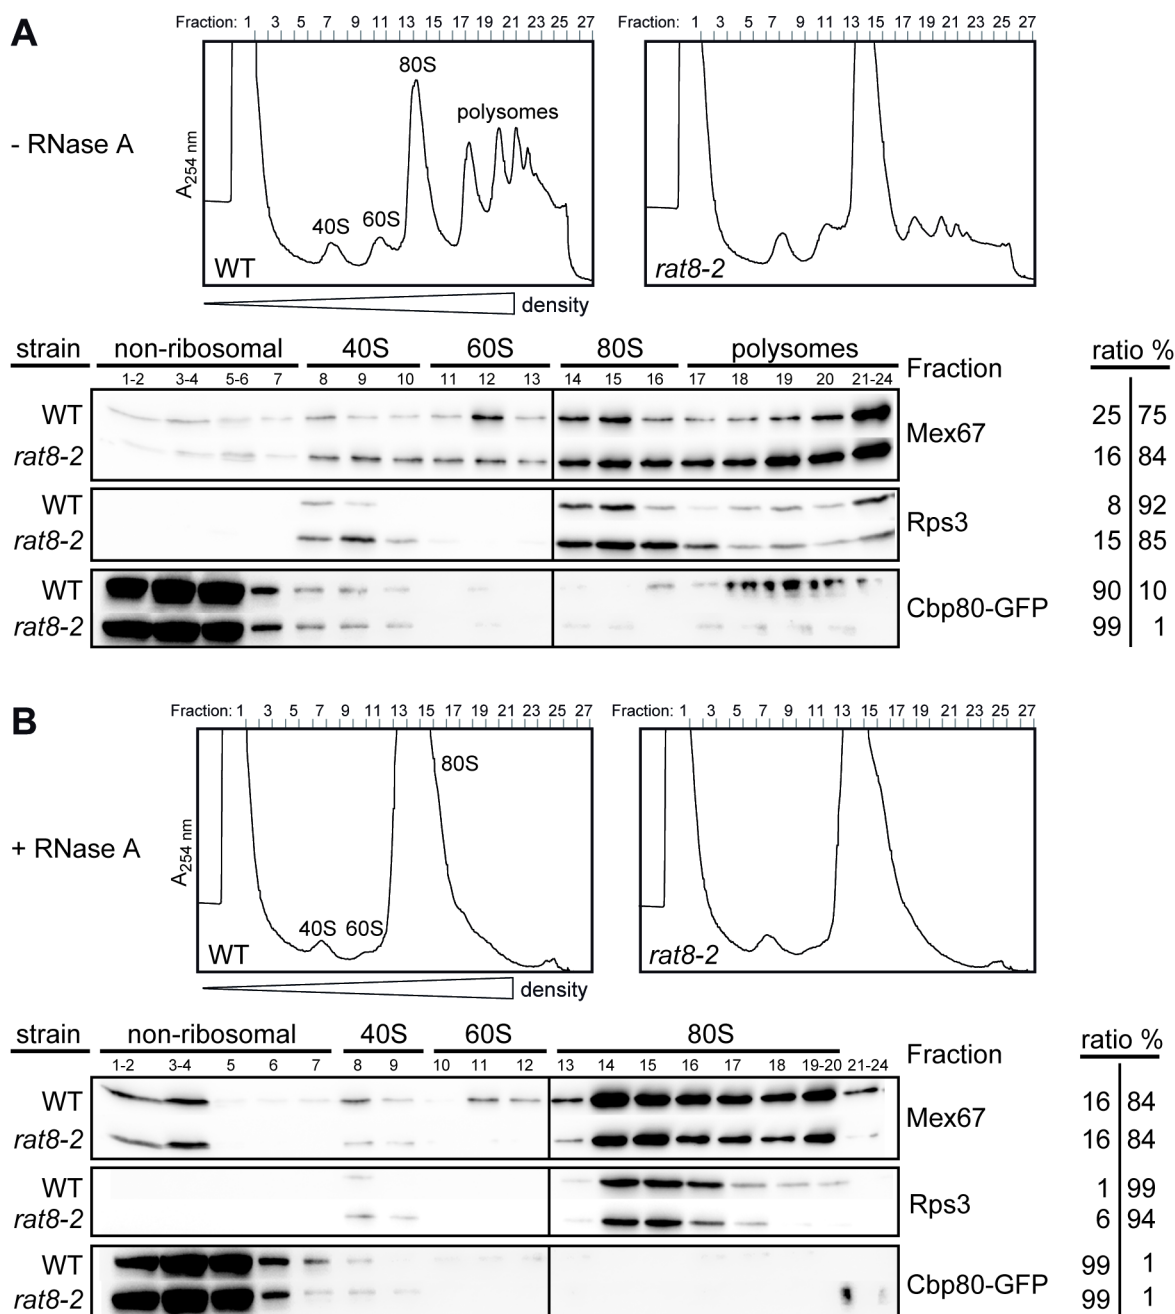 A
Fraction: 1 3 5 7 9 11 13 15 17 19 21 23 25 27
Fraction: 1 3 5 7 9 11 13 15 17 19 21 23 25 27
- RNase A
A254 nm
80S
polysomes
40S
60S
WT
rat8-2
density
strain
non-ribosomal
40S
60S
80S
polysomes
Fraction
ratio %
1-2 3-4 5-6 7 8 9 10 11 12 13 14 15 16 17 18 19 20 21-24
WT
Mex67
25 75
rat8-2
16 84
WT
Rps3
8 92
rat8-2
15 85
WT
Cbp80-GFP
90 10
rat8-2
99 1
B
Fraction: 1 3 5 7 9 11 13 15 17 19 21 23 25 27
Fraction: 1 3 5 7 9 11 13 15 17 19 21 23 25 27
+ RNase A
A254 nm
80S
40S 60S
WT
rat8-2
density
strain
non-ribosomal
40S
60S
80S
Fraction
ratio %
1-2 3-4 5 6 7 8 9 10 11 12 13 14 15 16 17 18 19-20 21-24
WT
Mex67
16 84
rat8-2
16 84
WT
Rps3
1 99
rat8-2
6 94
WT
Cbp80-GFP
99 1
rat8-2
99 1